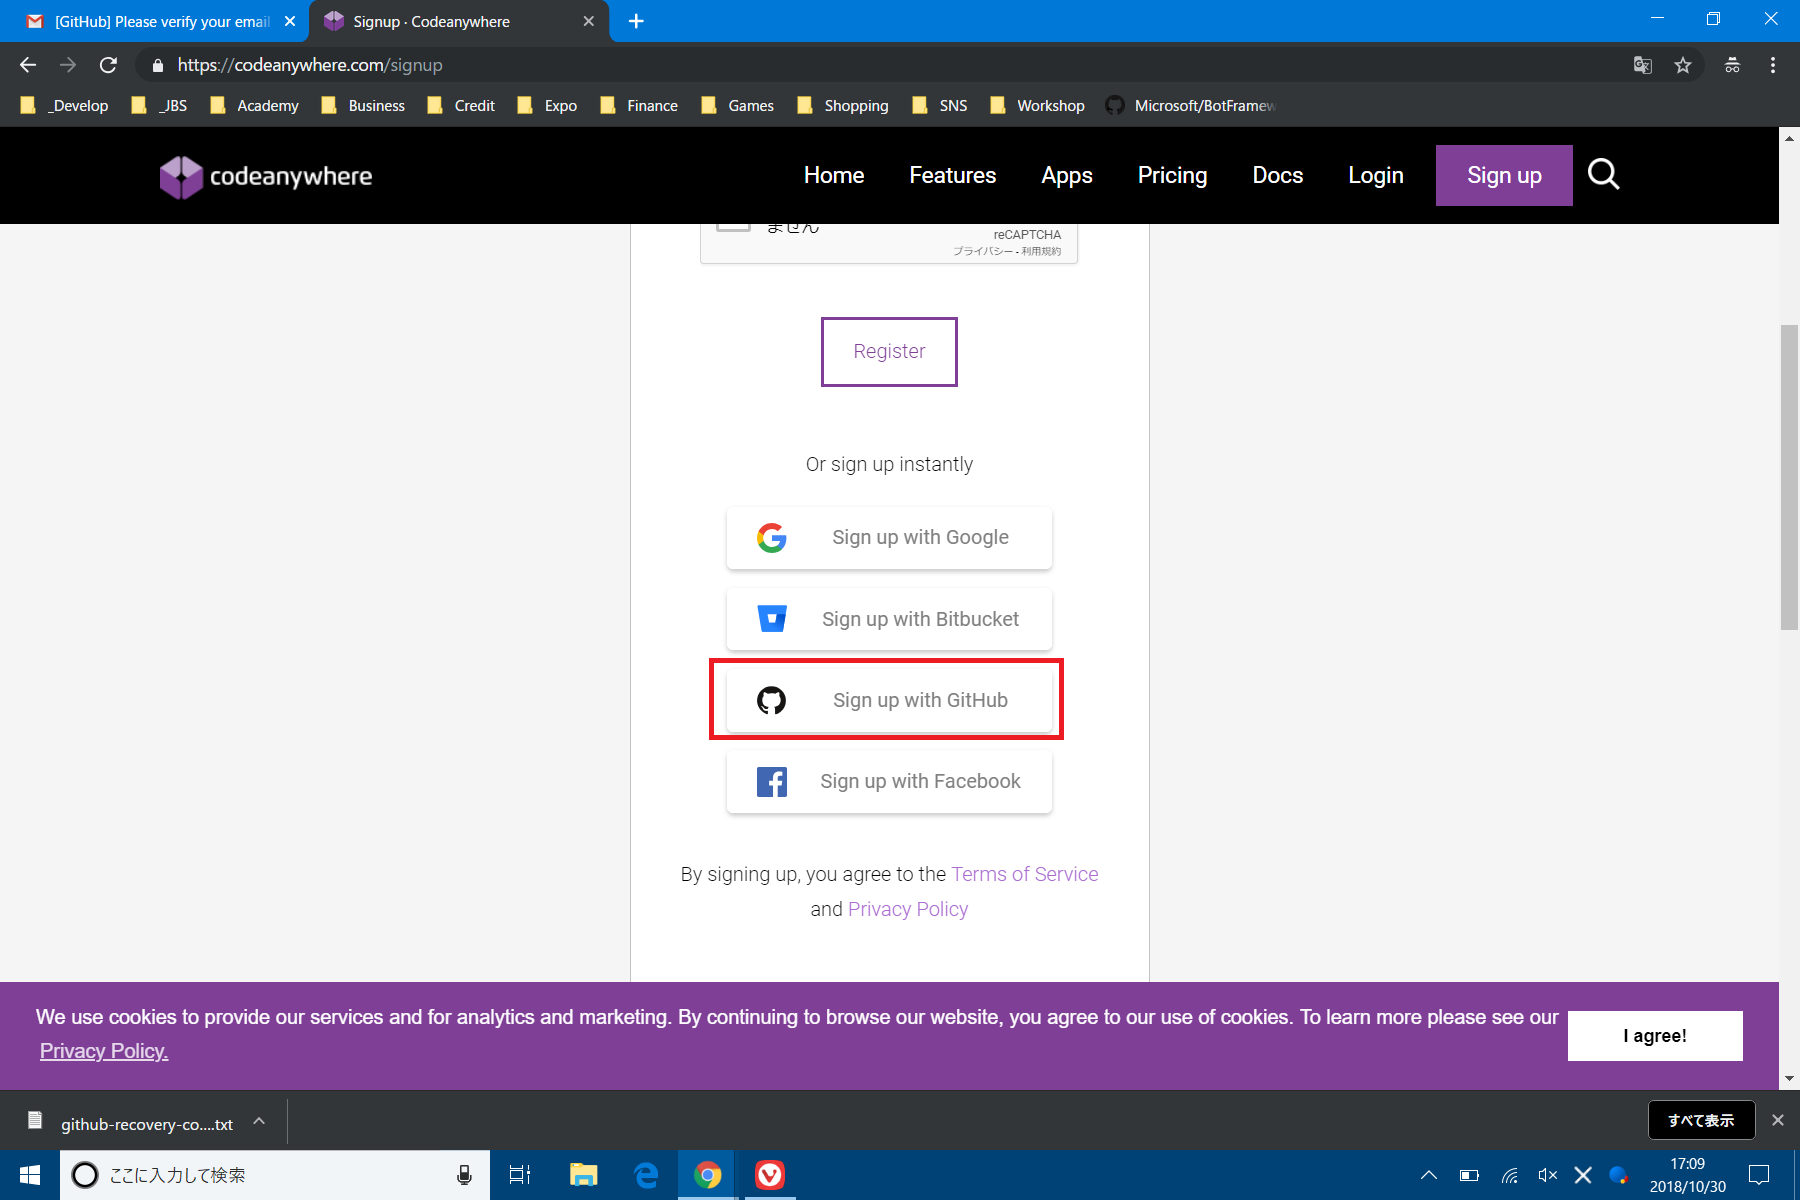 [GitHub] Please verify your email
Signup · Codeanywhere
https://codeanywhere.com/signup
_Develop
_JBS
Academy
Business
Credit
Expo
Finance
Games
Shopping
SNS
Workshop
Microsoft/BotFramew
codeanywhere
Home
Features
Apps
Pricing
Docs
Login
Sign up
ません
reCAPTCHA
プライバシー - 利用規約
Register
Or sign up instantly
Sign up with Google
Sign up with Bitbucket
Sign up with GitHub
Sign up with Facebook
By signing up, you agree to the Terms of Service
and Privacy Policy
We use cookies to provide our services and for analytics and marketing. By continuing to browse our website, you agree to our use of cookies. To learn more please see our
Privacy Policy.
I agree!
github-recovery-co....txt
すべて表示
ここに入力して検索
17:09
2018/10/30